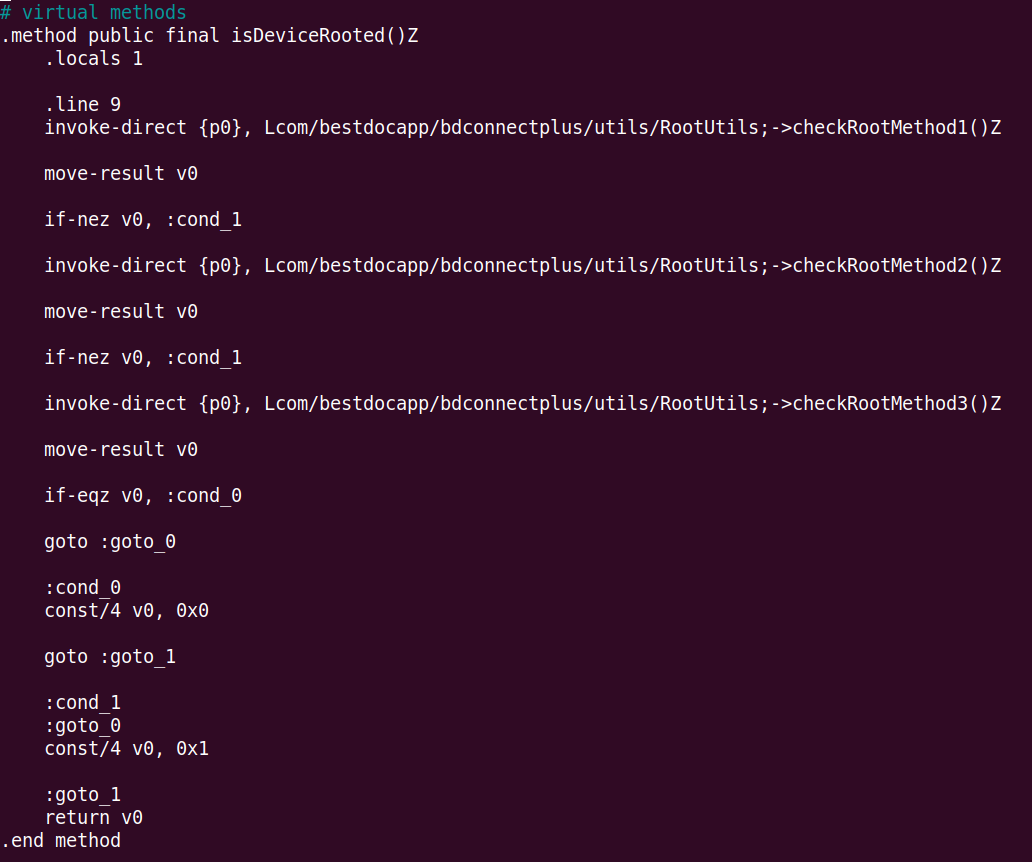 # virtual methods
.method public final isDeviceRooted()Z
.locals 1
.line 9
invoke-direct {p0}, Lcom/bestdocapp/bdconnectplus/utils/RootUtils;->checkRootMethod1()Z
move-result v0
if-nez v0, :cond_1
invoke-direct {p0}, Lcom/bestdocapp/bdconnectplus/utils/RootUtils;->checkRootMethod2()Z
move-result v0
if-nez v0, :cond_1
invoke-direct {p0}, Lcom/bestdocapp/bdconnectplus/utils/RootUtils;->checkRootMethod3()Z
move-result v0
if-eqz v0, :cond_0
goto :goto_0
:cond_0
const/4 v0, 0x0
goto :goto_1
:cond_1
:goto_0
const/4 v0, 0x1
:goto_1
return v0
.end method